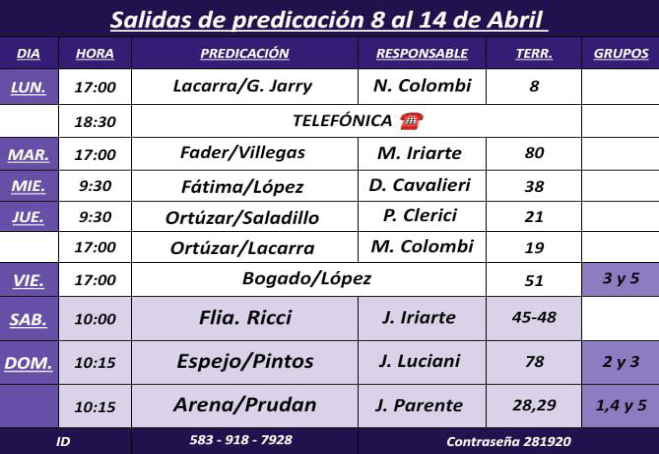 Salidas de predicación 8 al 14 de Abril
DIA HORA PREDICACIÓN RESPONSABLE TERR. GRUPOS
LUN. 17:00 Lacarra/G. Jarry N. Colombi 8
18:30 TELEFÓNICA ☎️
MAR. 17:00 Fader/Villegas M. Iriarte 80
MIE. 9:30 Fátima/López D. Cavalieri 38
JUE. 9:30 Ortúzar/Saladillo P. Clerici 21
17:00 Ortúzar/Lacarra M. Colombi 19
VIE. 17:00 Bogado/López 51 3 y 5
SAB. 10:00 Flia. Ricci J. Iriarte 45-48
DOM. 10:15 Espejo/Pintos J. Luciani 78 2 y 3
10:15 Arena/Prudan J. Parente 28,29 1,4 y 5
ID 583 - 918 - 7928 Contraseña 281920